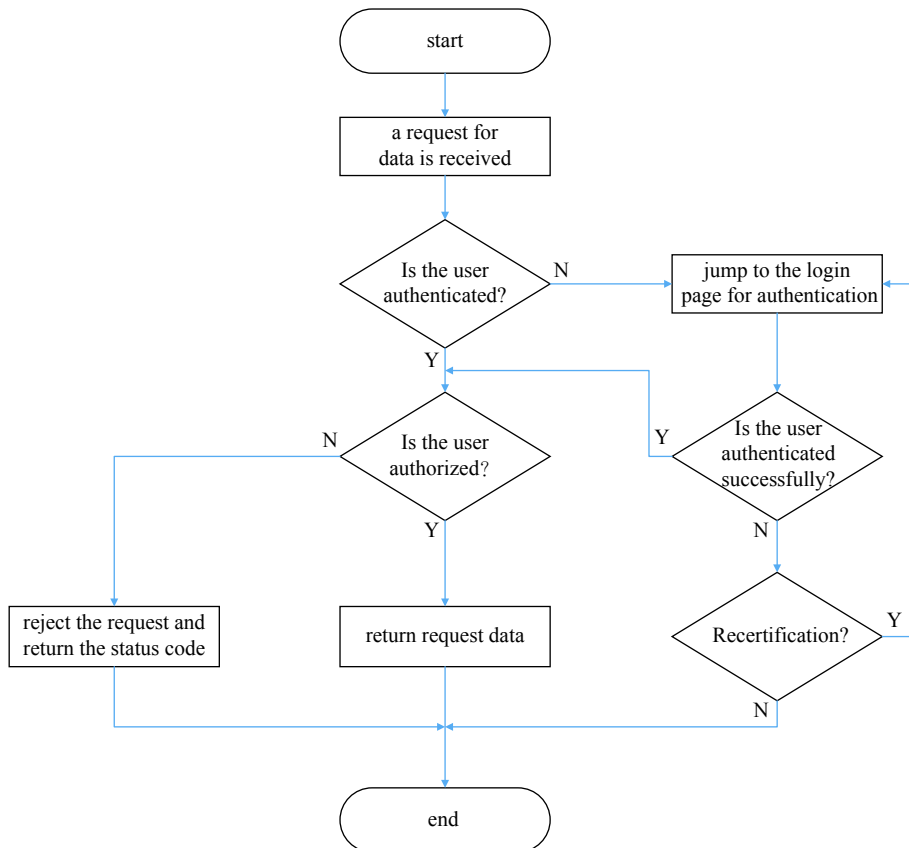 start
a request for
data is received
Is the user
authenticated?
N
jump to the login
page for authentication
Y
Is the user
authorized?
N
Y
Is the user
authenticated
successfully?
Y
N
reject the request and
return the status code
return request data
Recertification?
Y
N
end